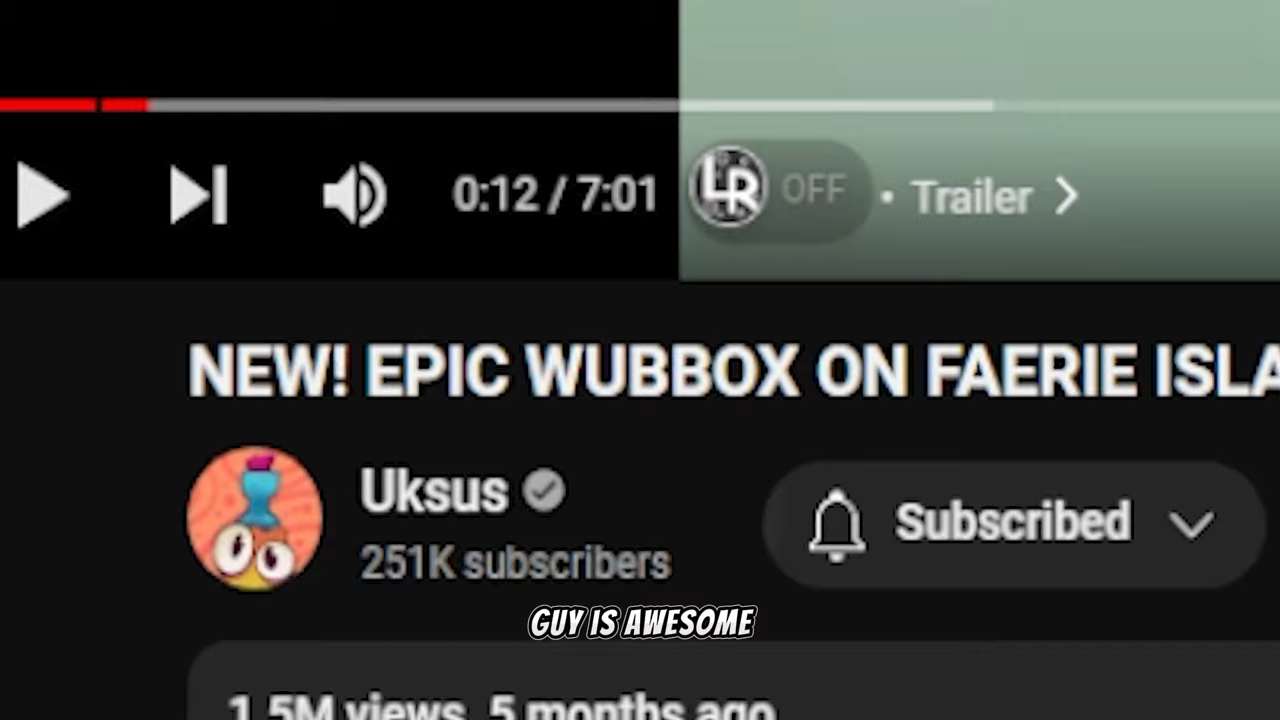 0:12 / 7:01
LR OFF • Trailer
NEW! EPIC WUBBOX ON FAERIE ISLA
Uksus
251K subscribers
Subscribed
GUY IS AWESOME
1.5M views 5 months ago